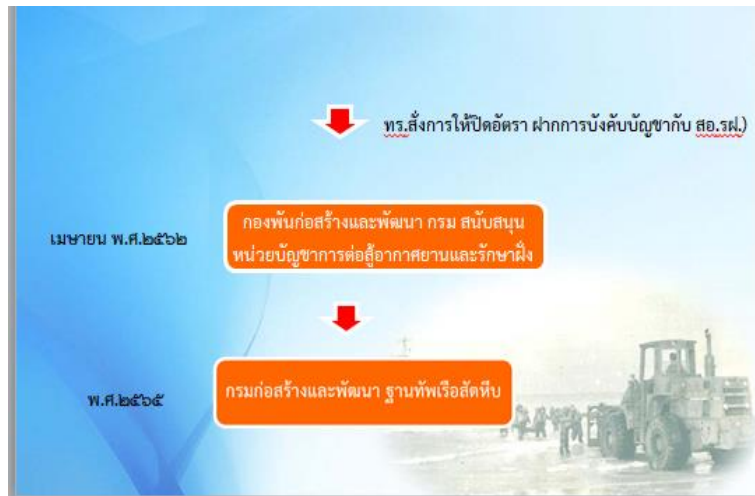 ทร.สั่งการให้ปิดอัตรา ฝากการบังคับบัญชากับ สอ.รฝ.)
เมษายน พ.ศ.๒๕๖๒
กองพันก่อสร้างและพัฒนา กรม สนับสนุน
หน่วยบัญชาการต่อสู้อากาศยานและรักษาฝั่ง
พ.ศ.๒๕๖๕
กรมก่อสร้างและพัฒนา ฐานทัพเรือสัตหีบ